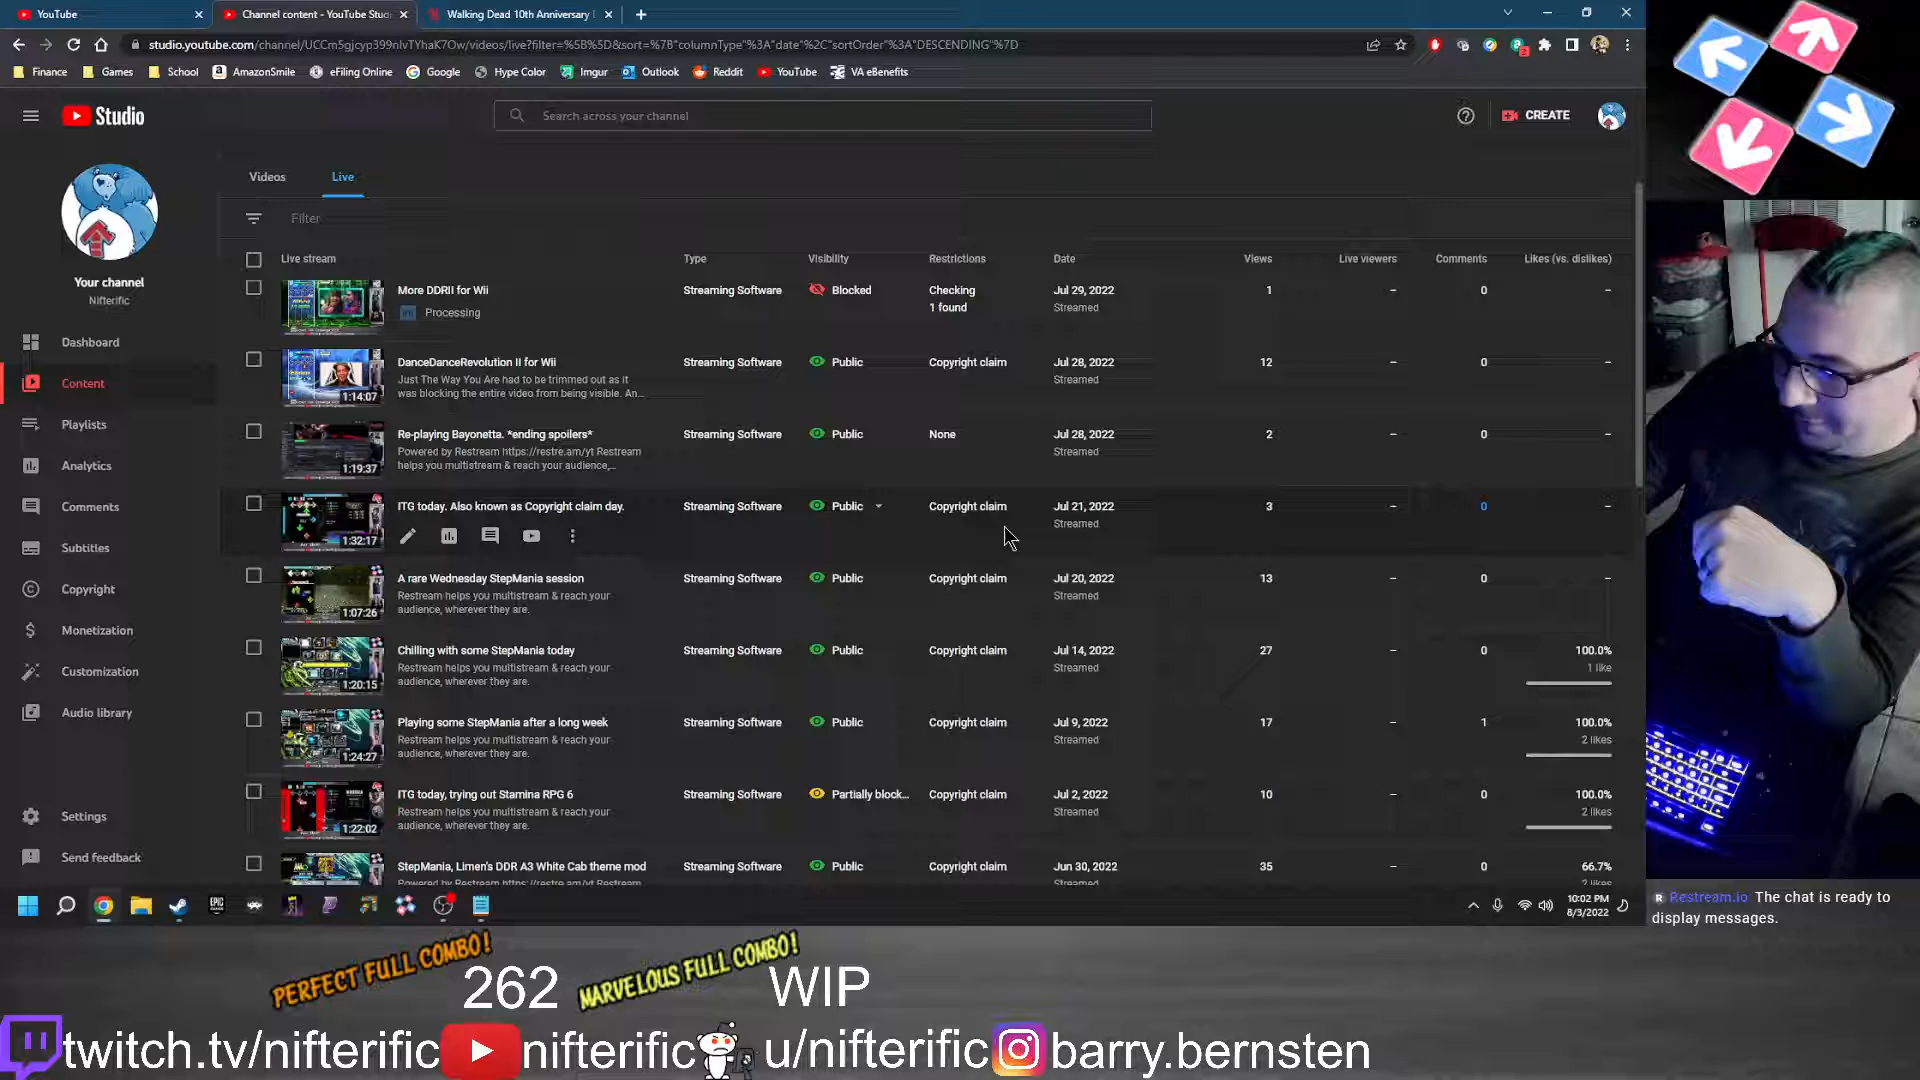 YouTube
Channel content - YouTube Stud
Walking Dead 10th Anniversary
studio.youtube.com/channel/UCCm5gjcyp399nlvTYhaK7Ow/videos/live?filter=%5B%5D&sort=%7B"columnType"%3A"date"%2C"sortOrder"%3A"DESCENDING"%7D
Finance Games School AmazonSmile eFiling Online Google Hype Color Imgur Outlook Reddit YouTube VA eBenefits
Studio
Search across your channel
CREATE
Your channel
Nifterific
Dashboard
Content
Playlists
Analytics
Comments
Subtitles
Copyright
Monetization
Customization
Audio library
Settings
Send feedback
Videos Live
Filter
Live stream Type Visibility Restrictions Date Views Live viewers Comments Likes (vs. dislikes)
More DDRII for Wii Streaming Software Blocked Checking Jul 29, 2022 1 – 0 –
Processing 1 found Streamed
DanceDanceRevolution II for Wii Streaming Software Public Copyright claim Jul 28, 2022 12 – 0 –
Just The Way You Are had to be trimmed out as it Streamed
1:14:07 was blocking the entire video from being visible. An...
Re-playing Bayonetta. *ending spoilers* Streaming Software Public None Jul 28, 2022 2 – 0 –
Powered by Restream https://restre.am/yt Restream Streamed
1:19:37 helps you multistream & reach your audience,...
ITG today. Also known as Copyright claim day. Streaming Software Public Copyright claim Jul 21, 2022 3 – 0 –
Streamed
1:32:17
A rare Wednesday StepMania session Streaming Software Public Copyright claim Jul 20, 2022 13 – 0 –
Restream helps you multistream & reach your Streamed
1:07:26 audience, wherever they are.
Chilling with some StepMania today Streaming Software Public Copyright claim Jul 14, 2022 27 – 0 100.0%
Restream helps you multistream & reach your Streamed 1 like
1:20:15 audience, wherever they are.
Playing some StepMania after a long week Streaming Software Public Copyright claim Jul 9, 2022 17 – 1 100.0%
Restream helps you multistream & reach your Streamed 2 likes
1:24:27 audience, wherever they are.
ITG today, trying out Stamina RPG 6 Streaming Software Partially block... Copyright claim Jul 2, 2022 10 – 0 100.0%
Restream helps you multistream & reach your Streamed 2 likes
1:22:02 audience, wherever they are.
StepMania, Limen's DDR A3 White Cab theme mod Streaming Software Public Copyright claim Jun 30, 2022 35 – 0 66.7%
Powered by Restream https://restre.am/yt Restream Streamed 2 likes
10:02 PM
8/3/2022
Restream.io The chat is ready to
display messages.
PERFECT FULL COMBO! 262 MARVELOUS FULL COMBO! WIP
twitch.tv/nifterific nifterific u/nifterific barry.bernsten